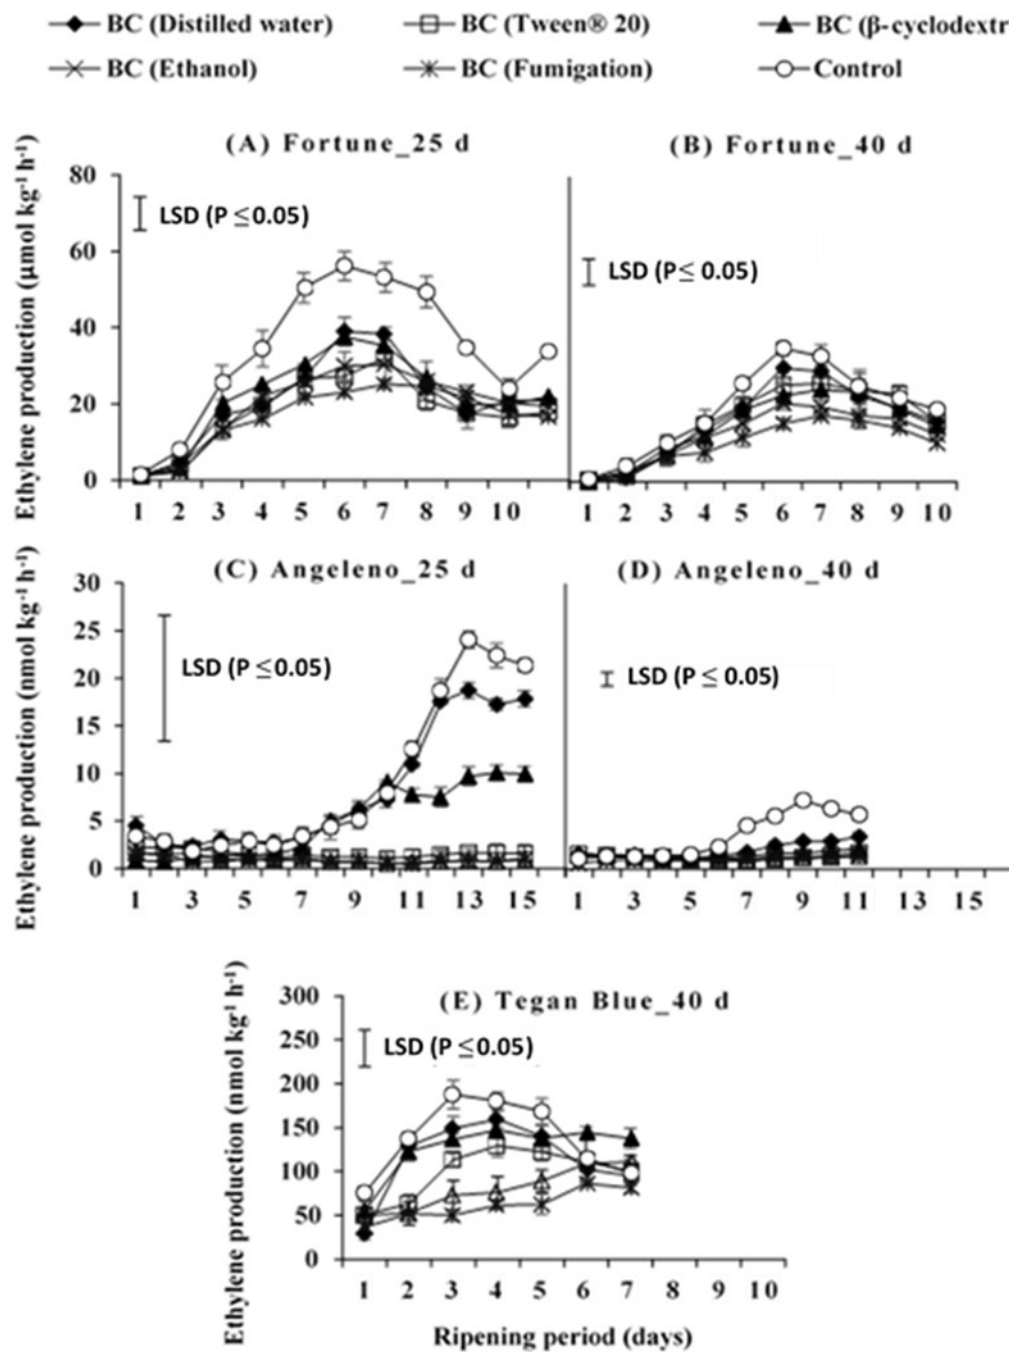 BC (Distilled water) BC (Tween® 20) BC (β-cyclodextr
BC (Ethanol) BC (Fumigation) Control
(A) Fortune_25 d (B) Fortune_40 d
Ethylene production (μmol kg⁻¹ h⁻¹)
80
60
40
20
0
LSD (P ≤0.05)
LSD (P≤ 0.05)
1 2 3 4 5 6 7 8 9 10 1 2 3 4 5 6 7 8 9 10
(C) Angeleno_25 d (D) Angeleno_40 d
Ethylene production (nmol kg⁻¹ h⁻¹)
30
25
20
15
10
5
0
LSD (P ≤0.05)
LSD (P ≤ 0.05)
1 3 5 7 9 11 13 15 1 3 5 7 9 11 13 15
(E) Tegan Blue_40 d
Ethylene production (nmol kg⁻¹ h⁻¹)
300
250
200
150
100
50
0
LSD (P ≤0.05)
1 2 3 4 5 6 7 8 9 10
Ripening period (days)